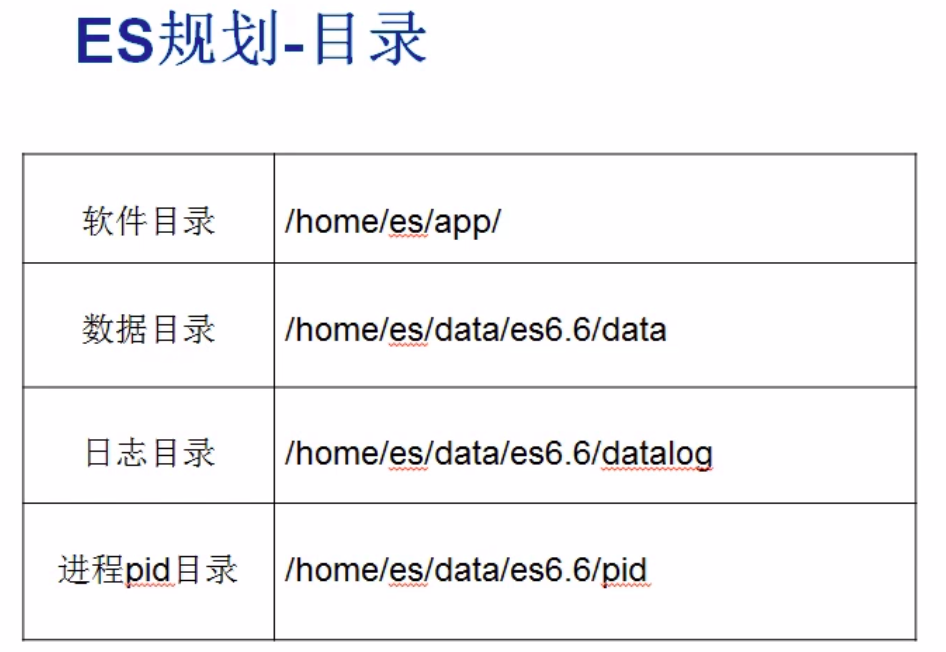 ES规划-目录
软件目录 /home/es/app/
数据目录 /home/es/data/es6.6/data
日志目录 /home/es/data/es6.6/datalog
进程pid目录 /home/es/data/es6.6/pid